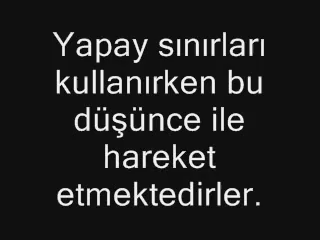 Yapay sınırları
kullanırken bu
düşünce ile
hareket
etmektedirler.